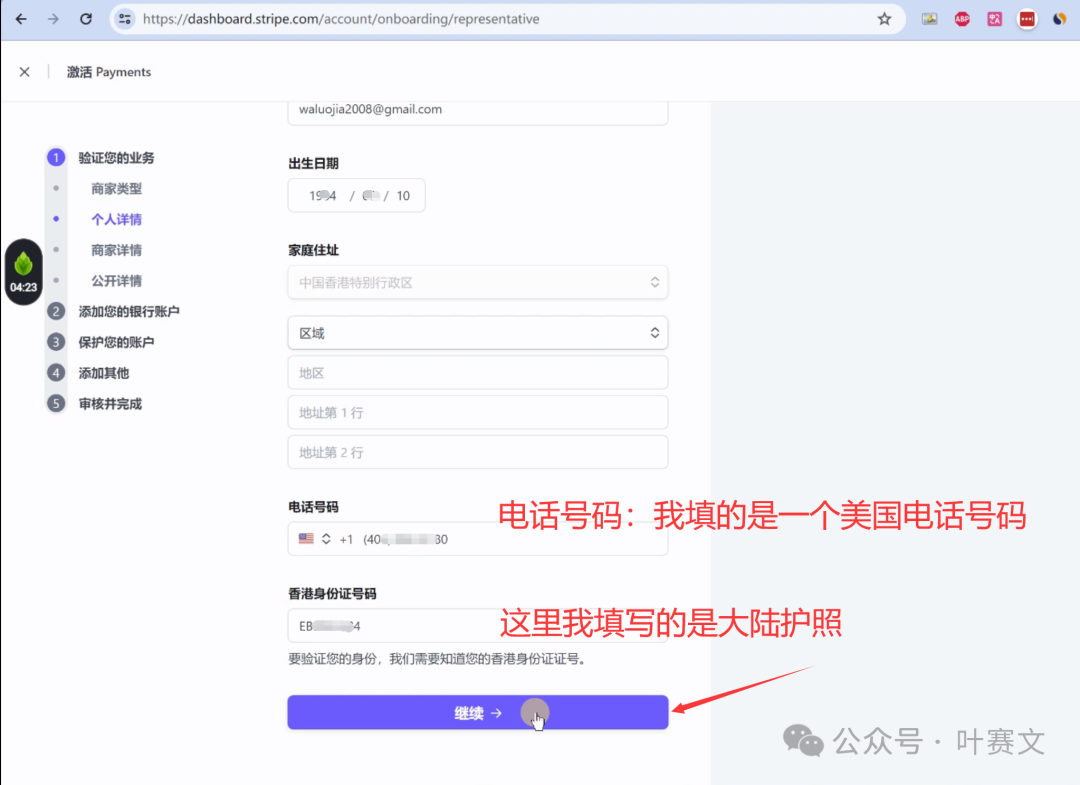 https://dashboard.stripe.com/account/onboarding/representative
ABP
激活 Payments
waluojia2008@gmail.com
1 验证您的业务
商家类型
个人详情
商家详情
公开详情
2 添加您的银行账户
3 保护您的账户
4 添加其他
5 审核并完成
04:23
出生日期
/ / 10
家庭住址
中国香港特别行政区
区域
地区
地址第 1 行
地址第 2 行
电话号码
电话号码：我填的是一个美国电话号码
+1 (40 30
香港身份证号码
这里我填写的是大陆护照
EB 4
要验证您的身份，我们需要知道您的香港身份证证号。
继续 →
公众号 · 叶赛文